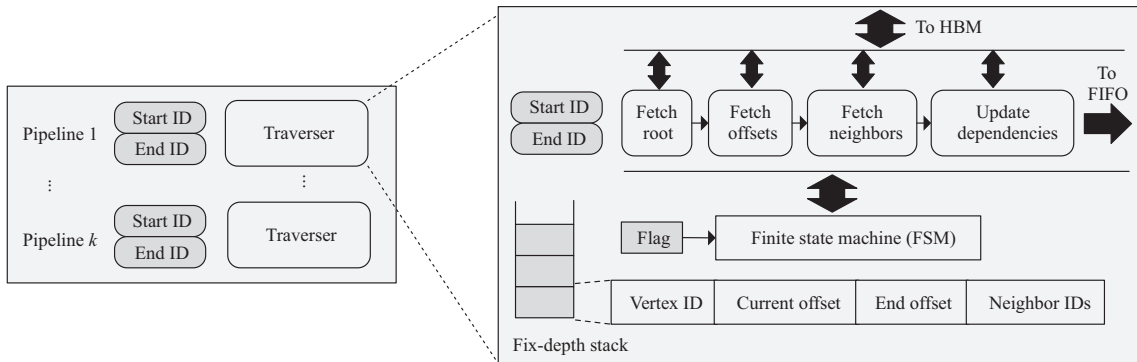 Pipeline 1
Start ID
End ID
Traverser
⋮
⋮
Pipeline k
Start ID
End ID
Traverser
To HBM
To
FIFO
Start ID
End ID
Fetch
root
Fetch
offsets
Fetch
neighbors
Update
dependencies
Flag
Finite state machine (FSM)
Vertex ID
Current offset
End offset
Neighbor IDs
Fix-depth stack